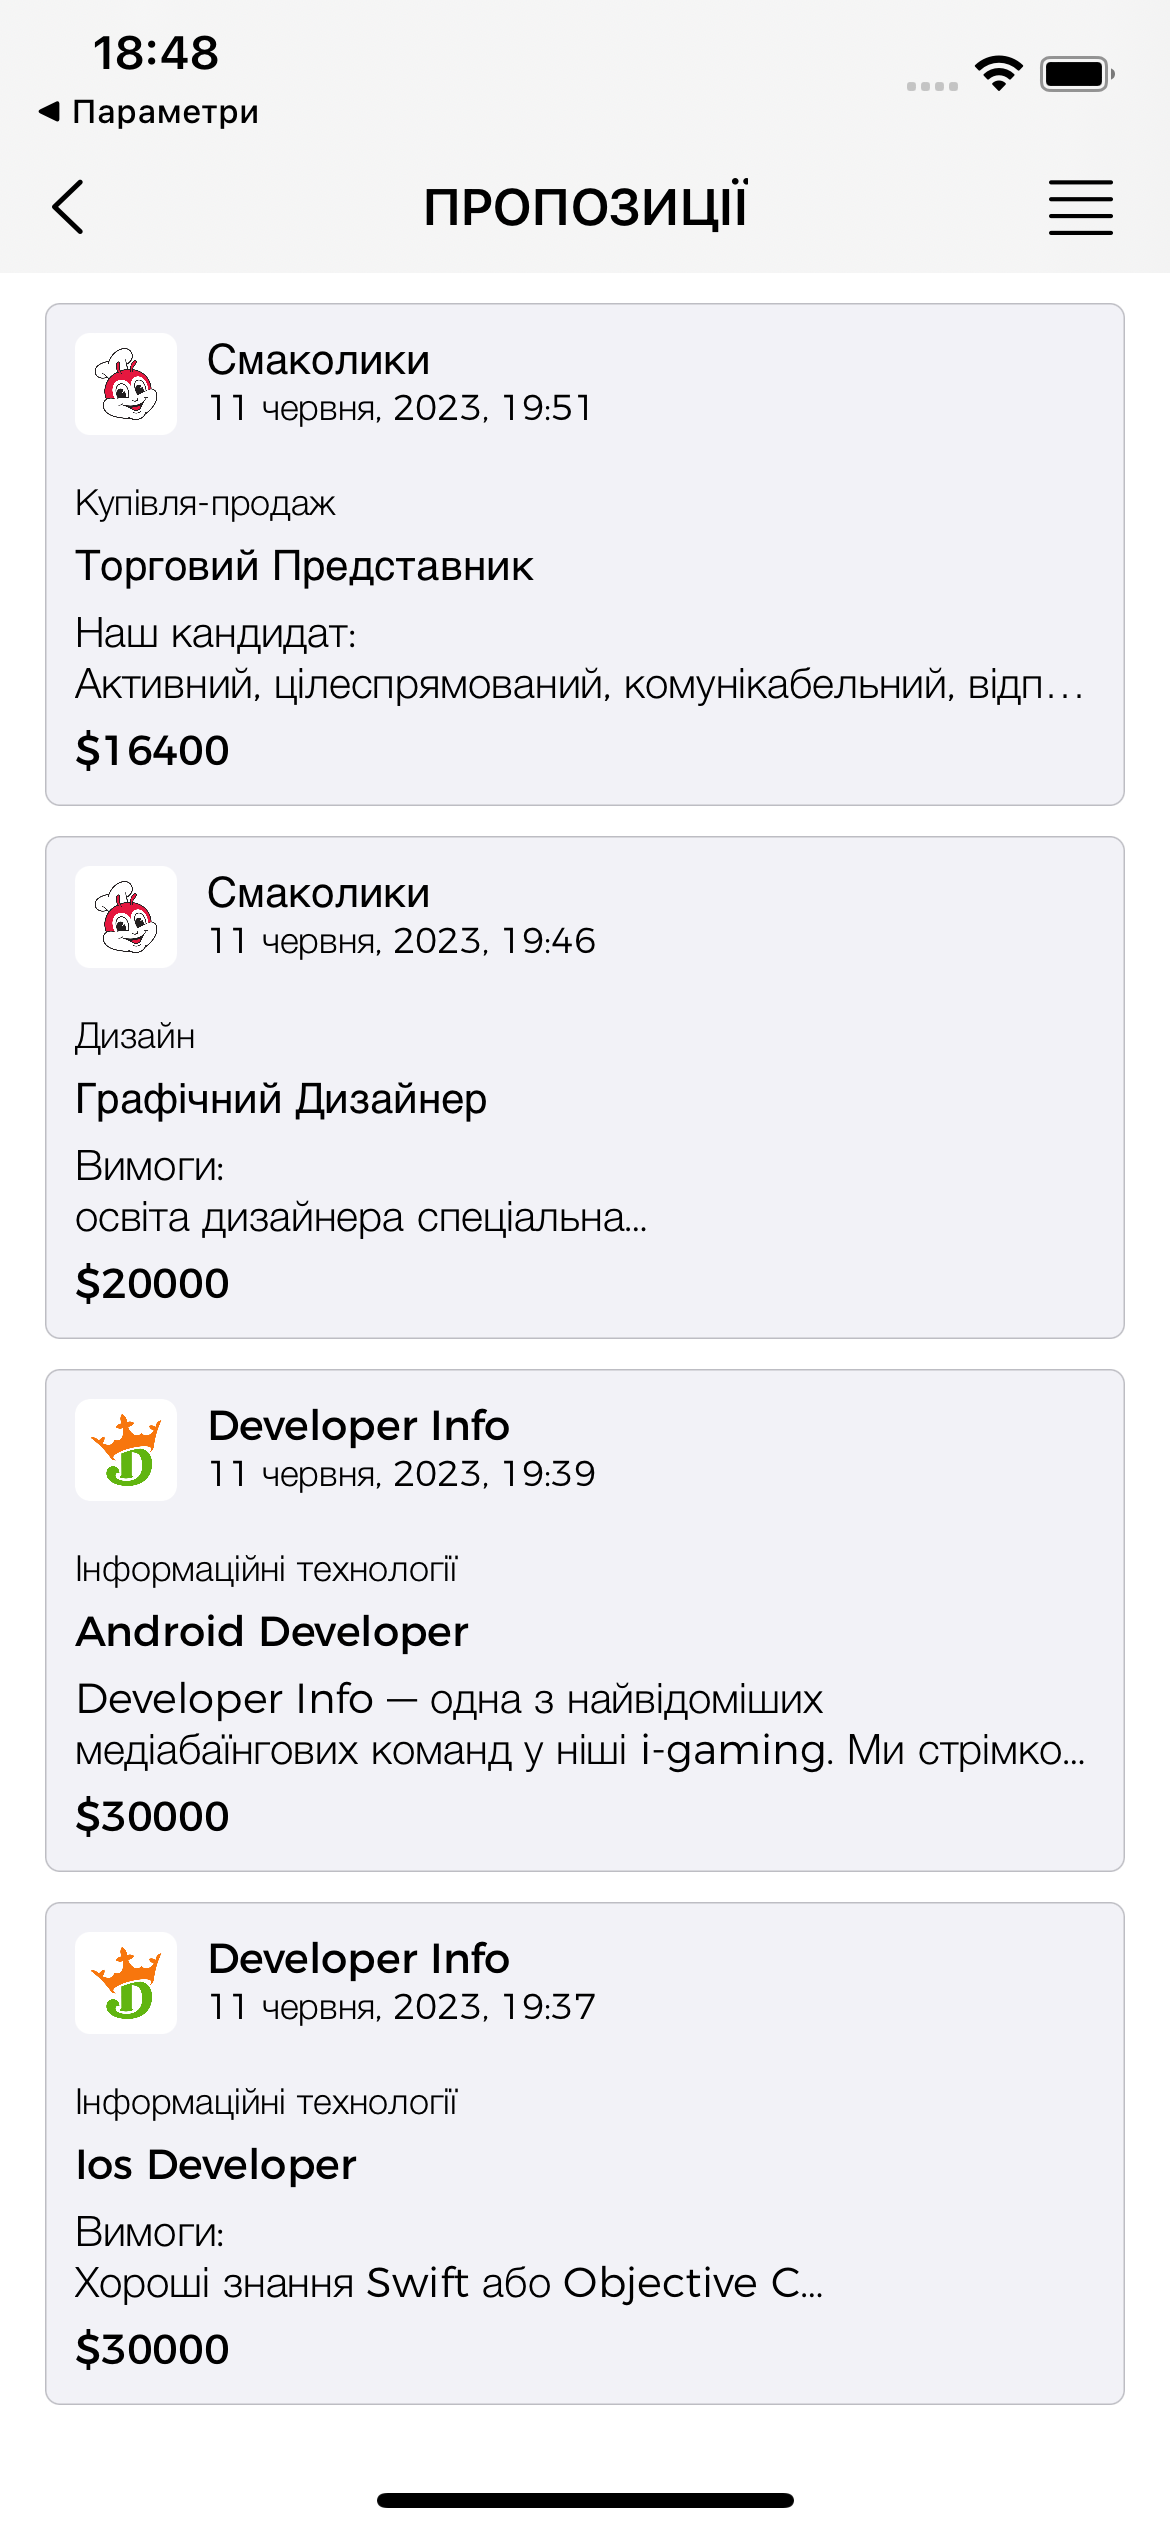 18:48
Параметри
ПРОПОЗИЦІЇ
Смаколики
11 червня, 2023, 19:51
Купівля-продаж
Торговий Представник
Наш кандидат:
Активний, цілеспрямований, комунікабельний, відп...
$16400
Смаколики
11 червня, 2023, 19:46
Дизайн
Графічний Дизайнер
Вимоги:
освіта дизайнера спеціальна...
$20000
Developer Info
11 червня, 2023, 19:39
Інформаційні технології
Android Developer
Developer Info — одна з найвідоміших
медіабаїнгових команд у ніші i-gaming. Ми стрімко...
$30000
Developer Info
11 червня, 2023, 19:37
Інформаційні технології
Ios Developer
Вимоги:
Хороші знання Swift або Objective C...
$30000